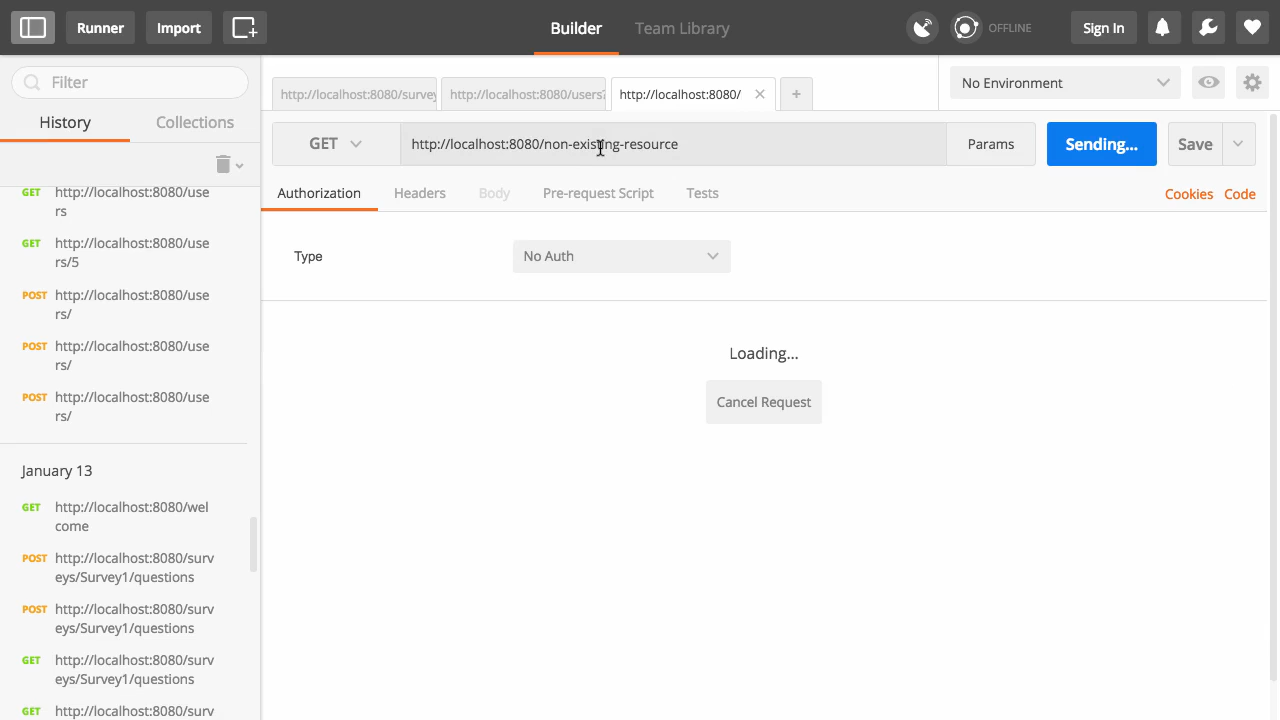 Runner
Import
Builder
Team Library
OFFLINE
Sign In
Filter
History
Collections
http://localhost:8080/survey
http://localhost:8080/users?
http://localhost:8080/
No Environment
GET
http://localhost:8080/non-existing-resource
Params
Sending...
Save
Authorization
Headers
Body
Pre-request Script
Tests
Cookies
Code
Type
No Auth
Loading...
Cancel Request
GET http://localhost:8080/use
rs
GET http://localhost:8080/use
rs/5
POST http://localhost:8080/use
rs/
POST http://localhost:8080/use
rs/
POST http://localhost:8080/use
rs/
January 13
GET http://localhost:8080/wel
come
POST http://localhost:8080/surv
eys/Survey1/questions
POST http://localhost:8080/surv
eys/Survey1/questions
GET http://localhost:8080/surv
eys/Survey1/questions
GET http://localhost:8080/surv